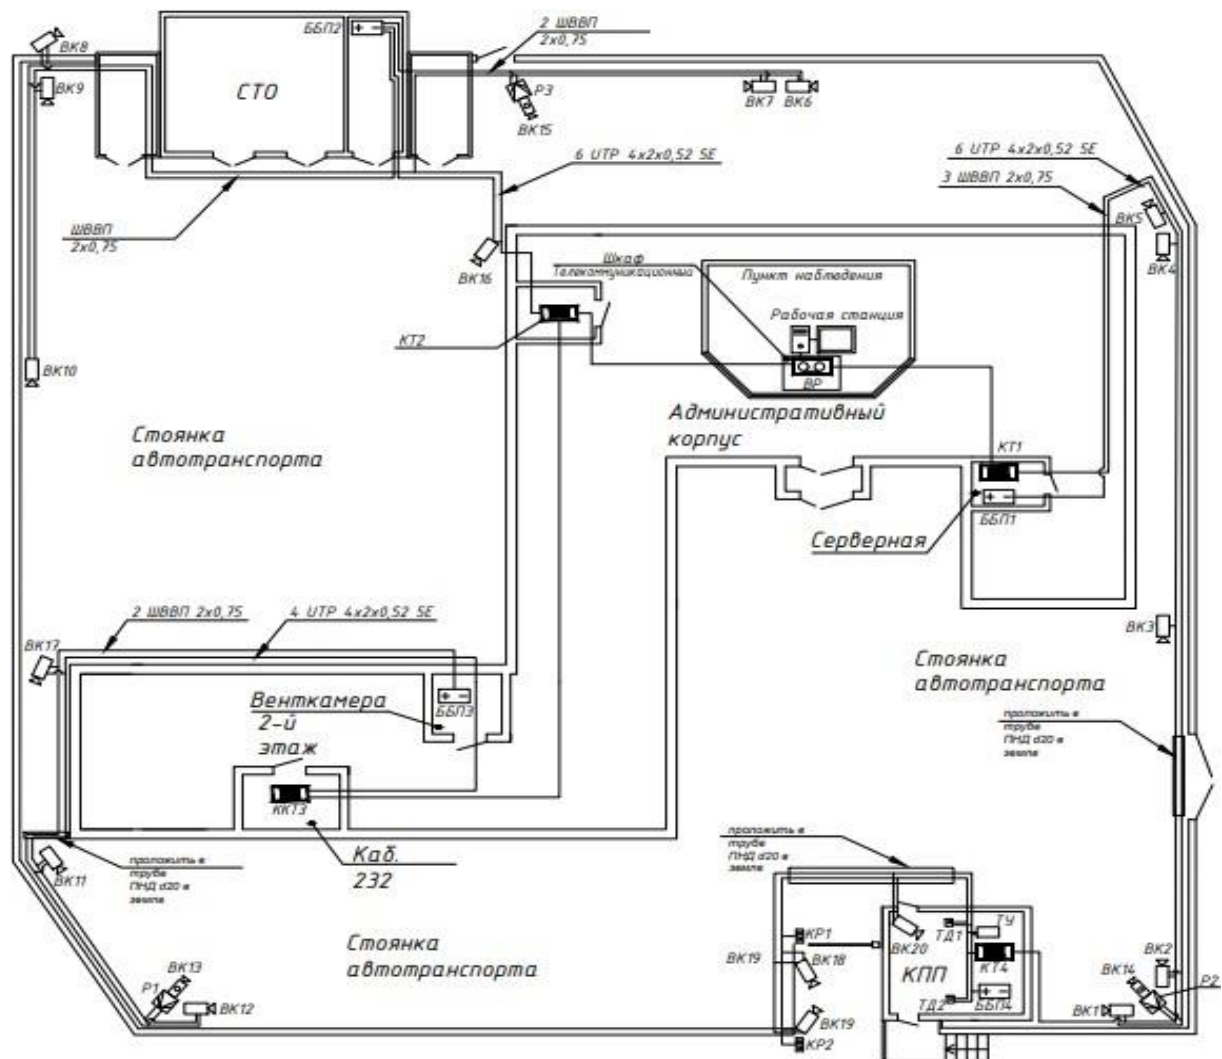 ББП2
2 ШВВП
2х0,75
ВК8
ВК9
СТО
Р3
ВК15
ВК7
ВК6
6 UTP 4х2х0,52 5E
6 UTP 4х2х0,52 5E
3 ШВВП 2х0,75
ШВВП
2х0,75
ВК16
ВК5
ВК4
Шкаф
Телекоммуникационный
Пункт наблюдения
Рабочая станция
КТ2
ВР
ВК10
Стоянка
автотранспорта
Административный
корпус
КТ1
ББП1
Серверная
2 ШВВП 2х0,75
4 UTP 4х2х0,52 5E
ВК17
ВК3
Стоянка
автотранспорта
ББП3
Венткамера
2-й
этаж
проложить в
трубе
ПНД d20 в
земле
ККТ3
Каб.
232
проложить в
трубе
ПНД d20 в
земле
ВК11
проложить в
трубе
ПНД d20 в
земле
Стоянка
автотранспорта
КР1
ВК19
ВК18
ВК20
ТД1
ТУ
КПП
КТ4
ТД2
ББП4
ВК2
ВК14
Р2
ВК1
ВК13
Р1
ВК12
ВК19
КР2